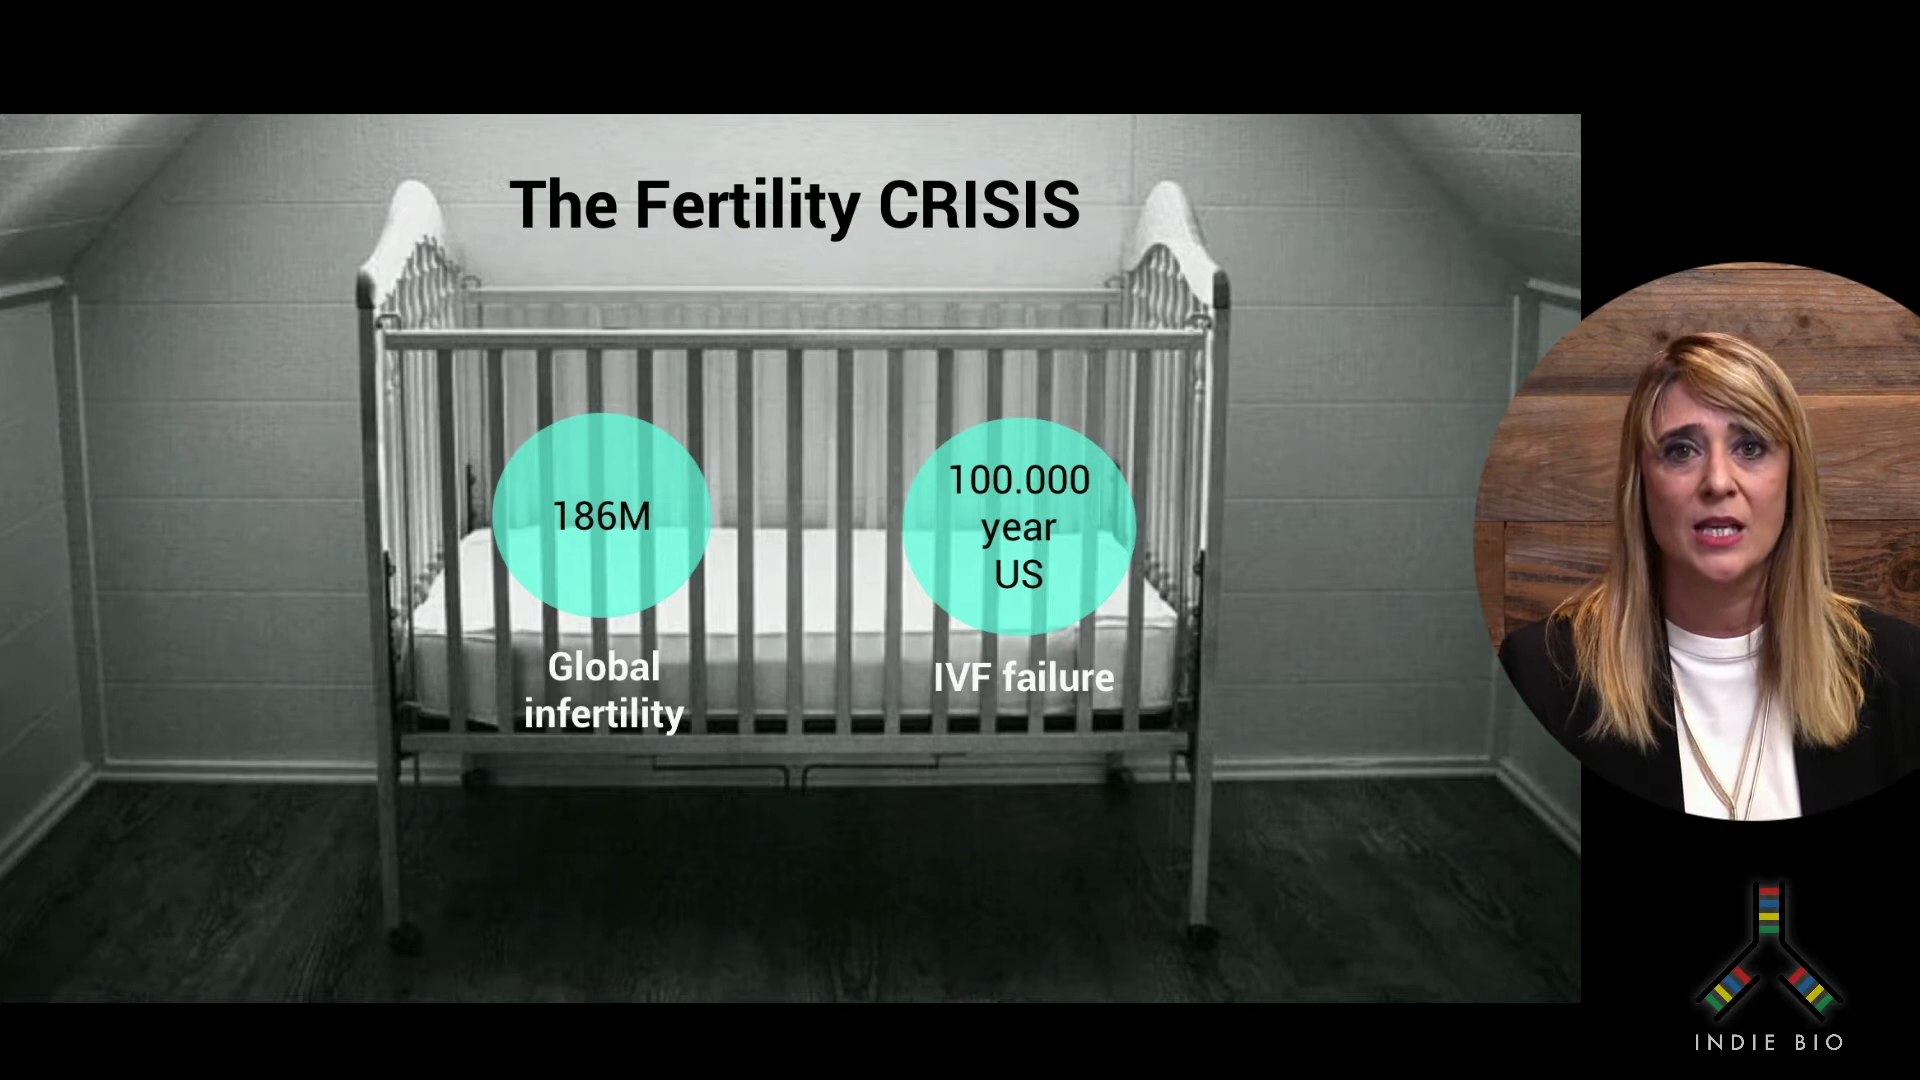 The Fertility CRISIS
186M
Global
infertility
100.000
year
US
IVF failure
INDIE BIO